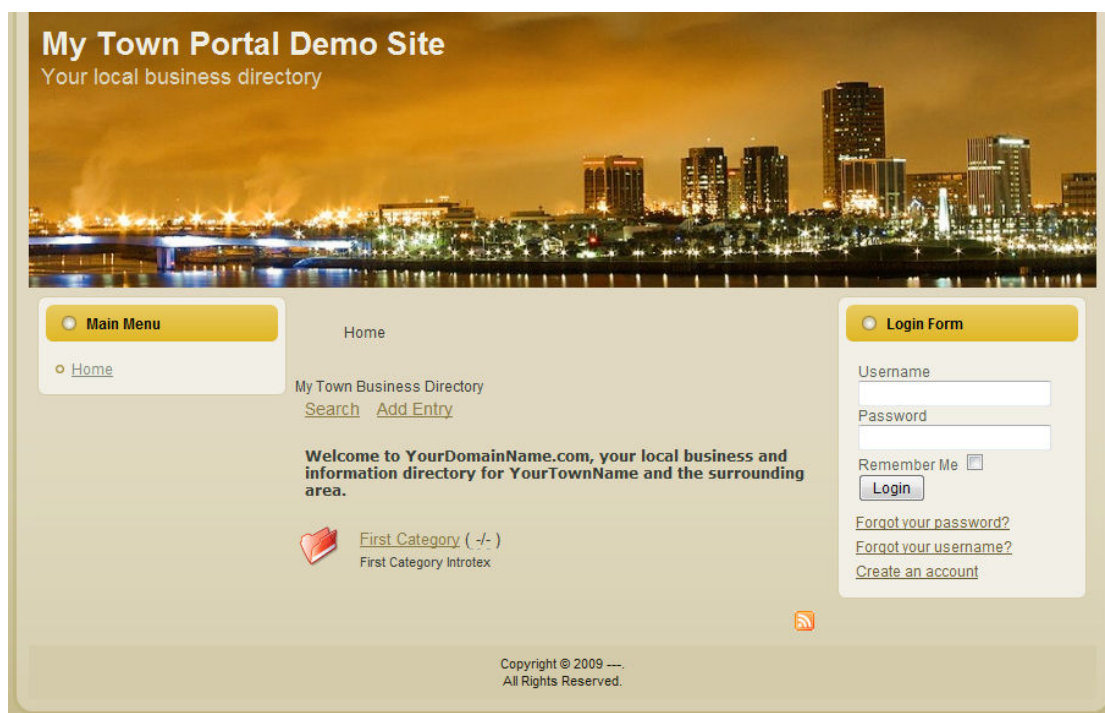 My Town Portal Demo Site
Your local business directory
Main Menu
Home
Home
My Town Business Directory
Search Add Entry
Welcome to YourDomainName.com, your local business and
information directory for YourTownName and the surrounding
area.
First Category ( -/- )
First Category Introtex
Login Form
Username
Password
Remember Me
Login
Forgot your password?
Forgot your username?
Create an account
Copyright © 2009 ---.
All Rights Reserved.